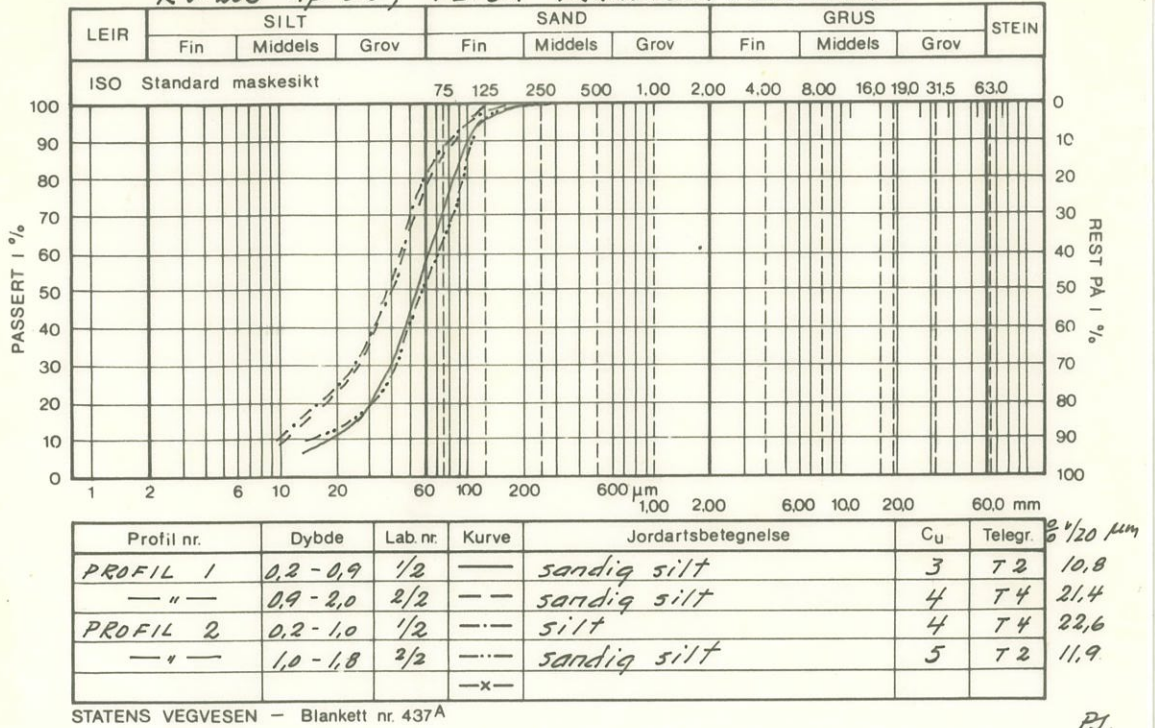 LEIR SILT SAND GRUS STEIN
Fin Middels Grov Fin Middels Grov Fin Middels Grov
ISO Standard maskesikt 75 125 250 500 1,00 2,00 4,00 8,00 16,0 19,0 31,5 63.0
100 0
90 10
80 20
70 30
60 40
50 50
40 60
30 70
20 80
10 90
0 100
PASSERT I %
REST PÅ I %
1 2 6 10 20 60 100 200 600 µm
1,00 2,00 6,00 10,0 20,0 60,0 mm
Profil nr. Dybde Lab. nr. Kurve Jordartsbetegnelse Cu Telegr. % v/20 µm
PROFIL 1 0,2 - 0,9 1/2 sandig silt 3 T2 10,8
— " — 0,9 - 2,0 2/2 sandig silt 4 T4 21,4
PROFIL 2 0,2 - 1,0 1/2 silt 4 T4 22,6
— " — 1,0 - 1,8 2/2 sandig silt 5 T2 11,9
—x—
STATENS VEGVESEN – Blankett nr. 437A
P.J.